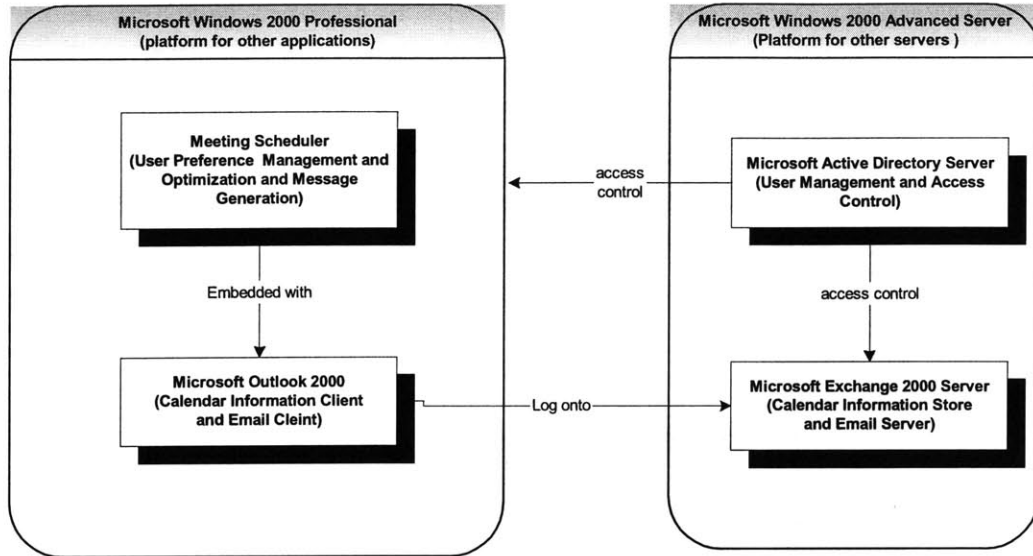 Microsoft Windows 2000 Professional
(platform for other applications)
Meeting Scheduler
(User Preference Management and
Optimization and Message
Generation)
Embedded with
Microsoft Outlook 2000
(Calendar Information Client
and Email Cleint)
access
control
Log onto
Microsoft Windows 2000 Advanced Server
(Platform for other servers )
Microsoft Active Directory Server
(User Management and Access
Control)
access control
Microsoft Exchange 2000 Server
(Calendar Information Store
and Email Server)